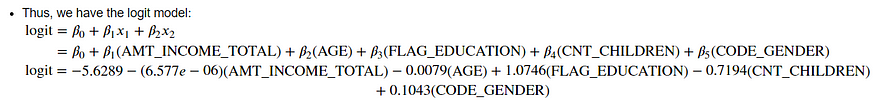 • Thus, we have the logit model:
logit = β₀ + β₁x₁ + β₂x₂
= β₀ + β₁(AMT_INCOME_TOTAL) + β₂(AGE) + β₃(FLAG_EDUCATION) + β₄(CNT_CHILDREN) + β₅(CODE_GENDER)
logit = −5.6289 − (6.577e − 06)(AMT_INCOME_TOTAL) − 0.0079(AGE) + 1.0746(FLAG_EDUCATION) − 0.7194(CNT_CHILDREN)
+ 0.1043(CODE_GENDER)